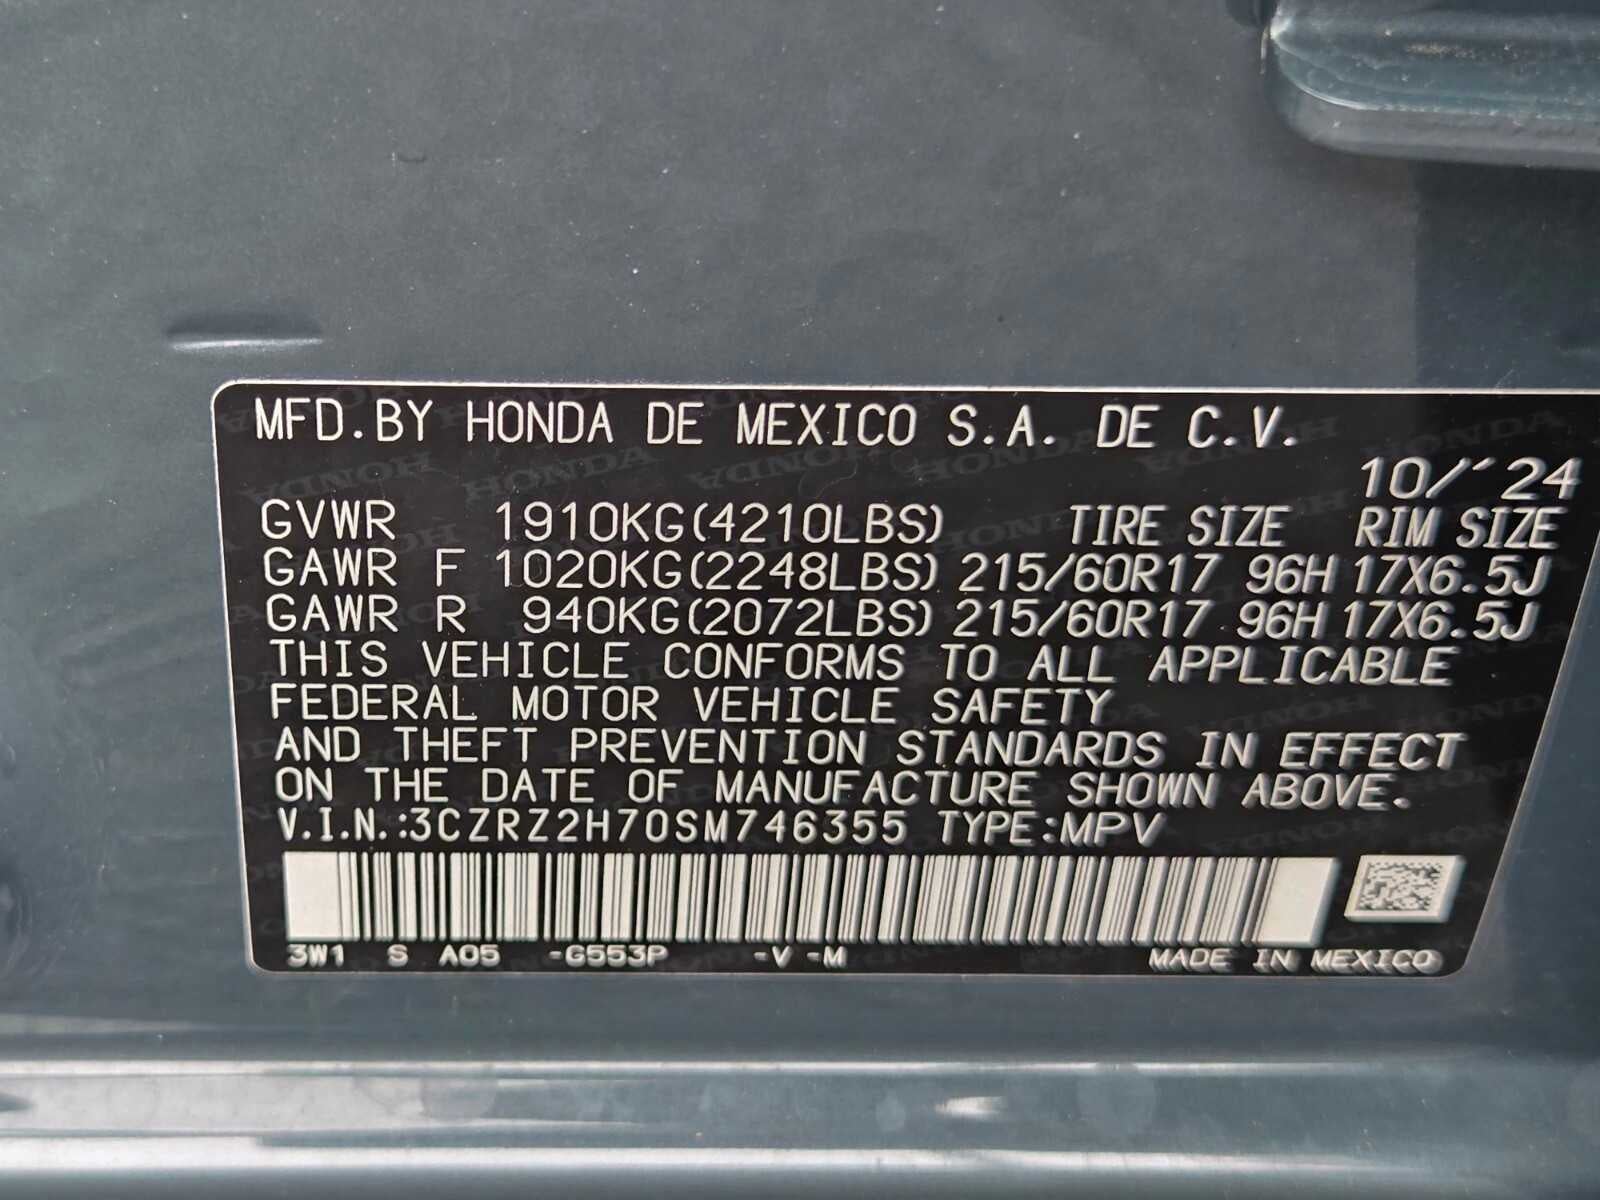 MFD.BY HONDA DE MEXICO S.A. DE C.V.
10/'24
GVWR 1910KG(4210LBS) TIRE SIZE RIM SIZE
GAWR F 1020KG(2248LBS) 215/60R17 96H 17X6.5J
GAWR R 940KG(2072LBS) 215/60R17 96H 17X6.5J
THIS VEHICLE CONFORMS TO ALL APPLICABLE
FEDERAL MOTOR VEHICLE SAFETY
AND THEFT PREVENTION STANDARDS IN EFFECT
ON THE DATE OF MANUFACTURE SHOWN ABOVE.
V.I.N.:3CZRZ2H70SM746355 TYPE:MPV
3W1 S A05 -G553P -V -M MADE IN MEXICO